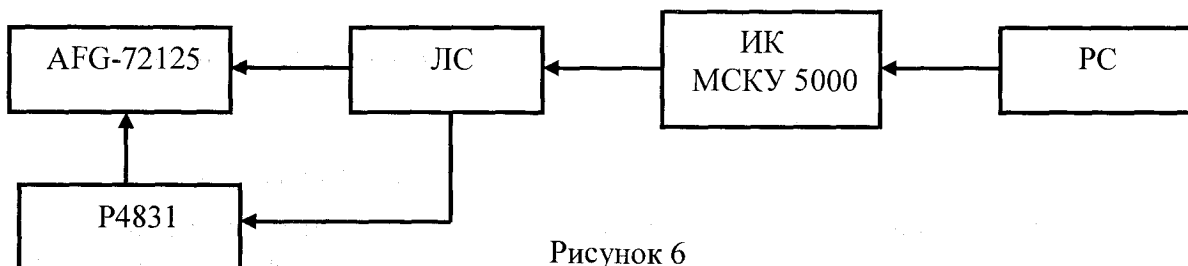 AFG-72125
ЛС
ИК
МСКУ 5000
РС
Р4831
Рисунок 6